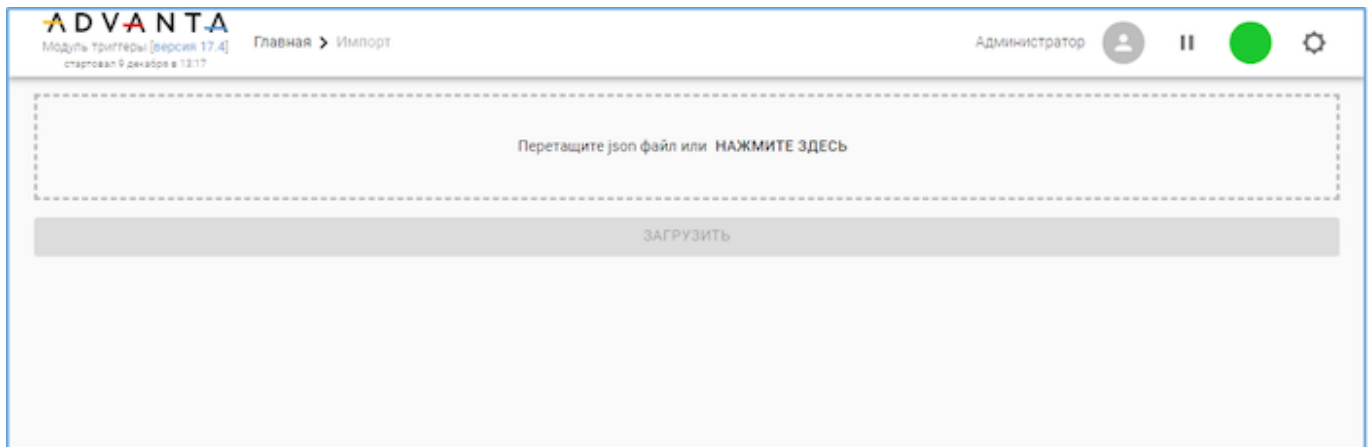 ADVANTA
Модуль триггеры [версия 17.4]
стартовал 9 декабря в 13:17
Главная > Импорт
Администратор
Перетащите json файл или НАЖМИТЕ ЗДЕСЬ
ЗАГРУЗИТЬ